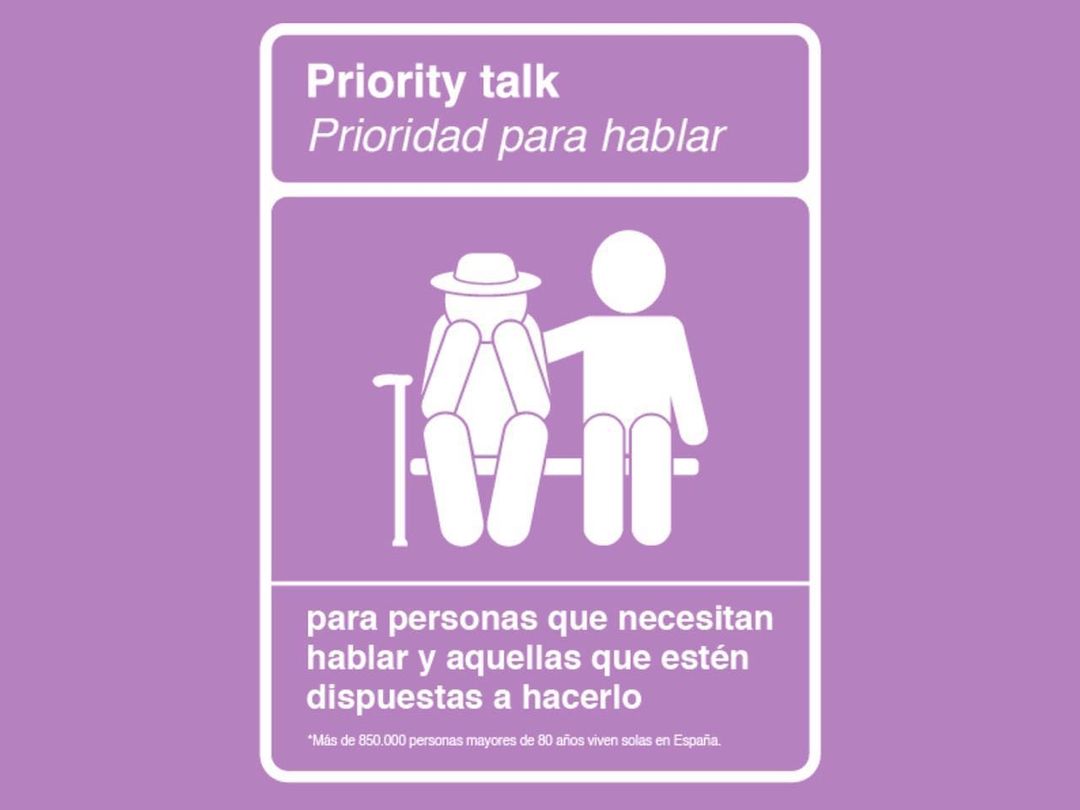 Priority talk
Prioridad para hablar
para personas que necesitan
hablar y aquellas que estén
dispuestas a hacerlo
*Más de 850.000 personas mayores de 80 años viven solas en España.